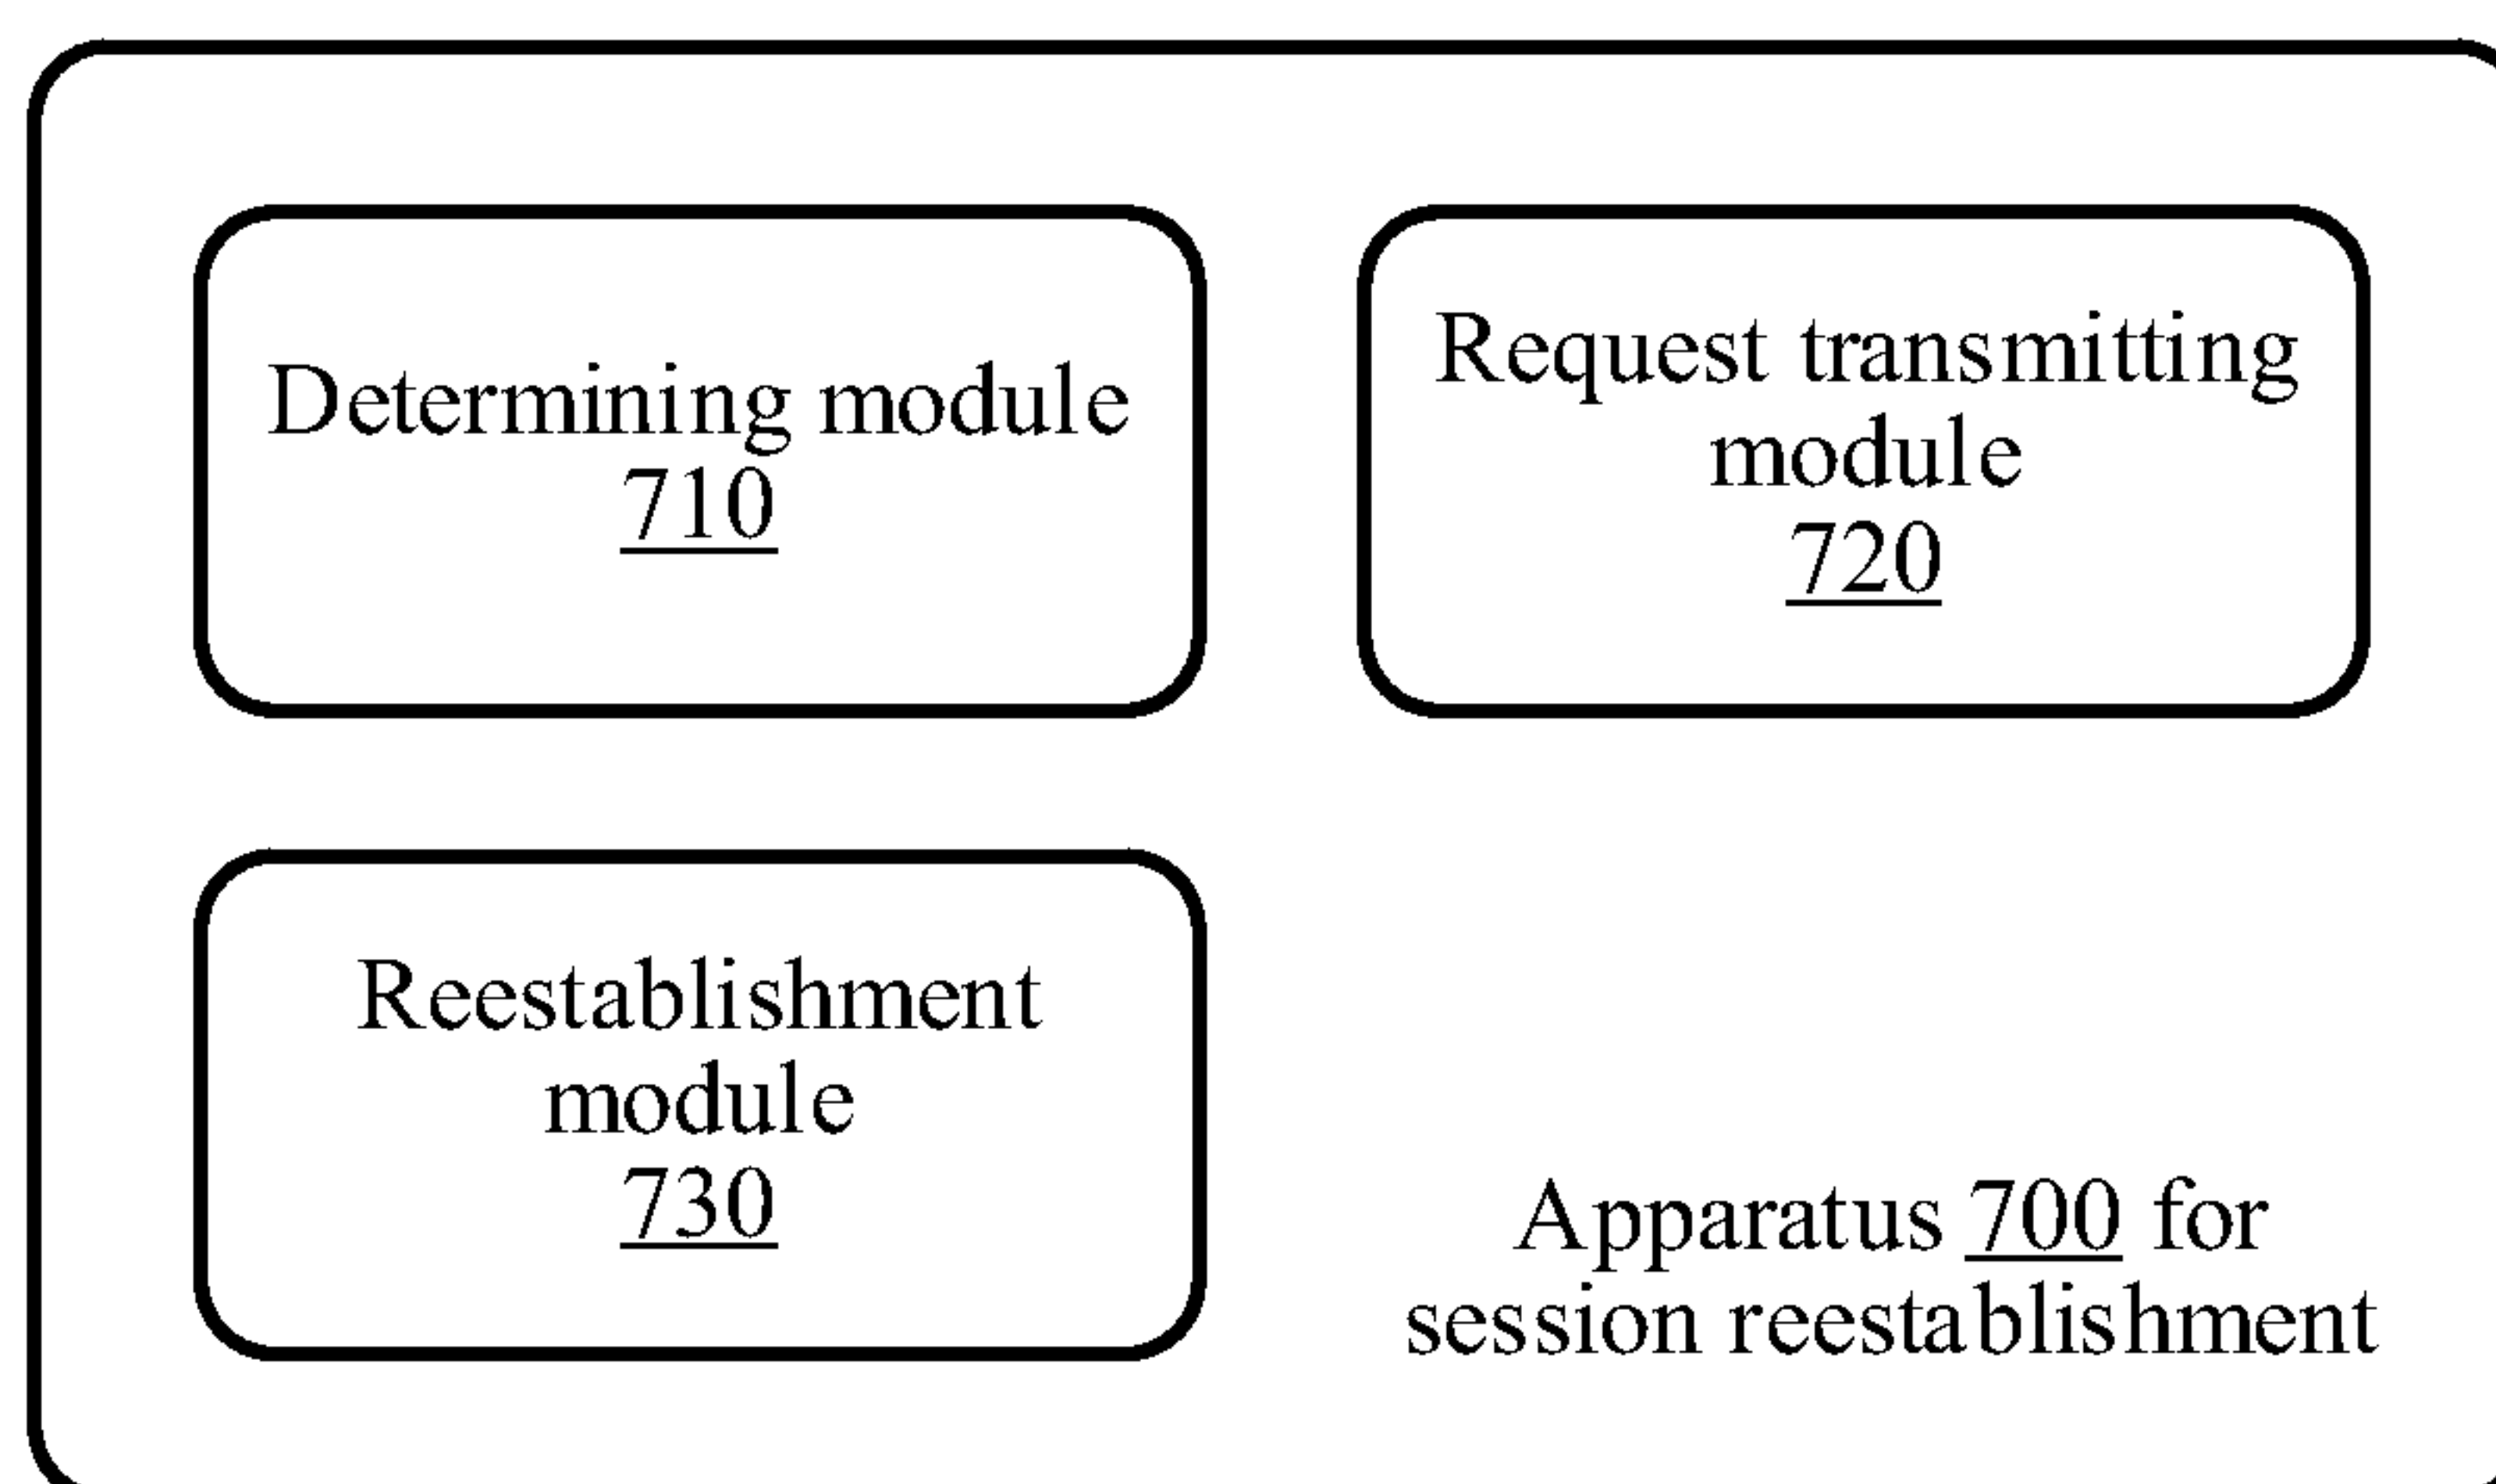 Determining module
710
Request transmitting
module
720
Reestablishment
module
730
Apparatus 700 for
session reestablishment